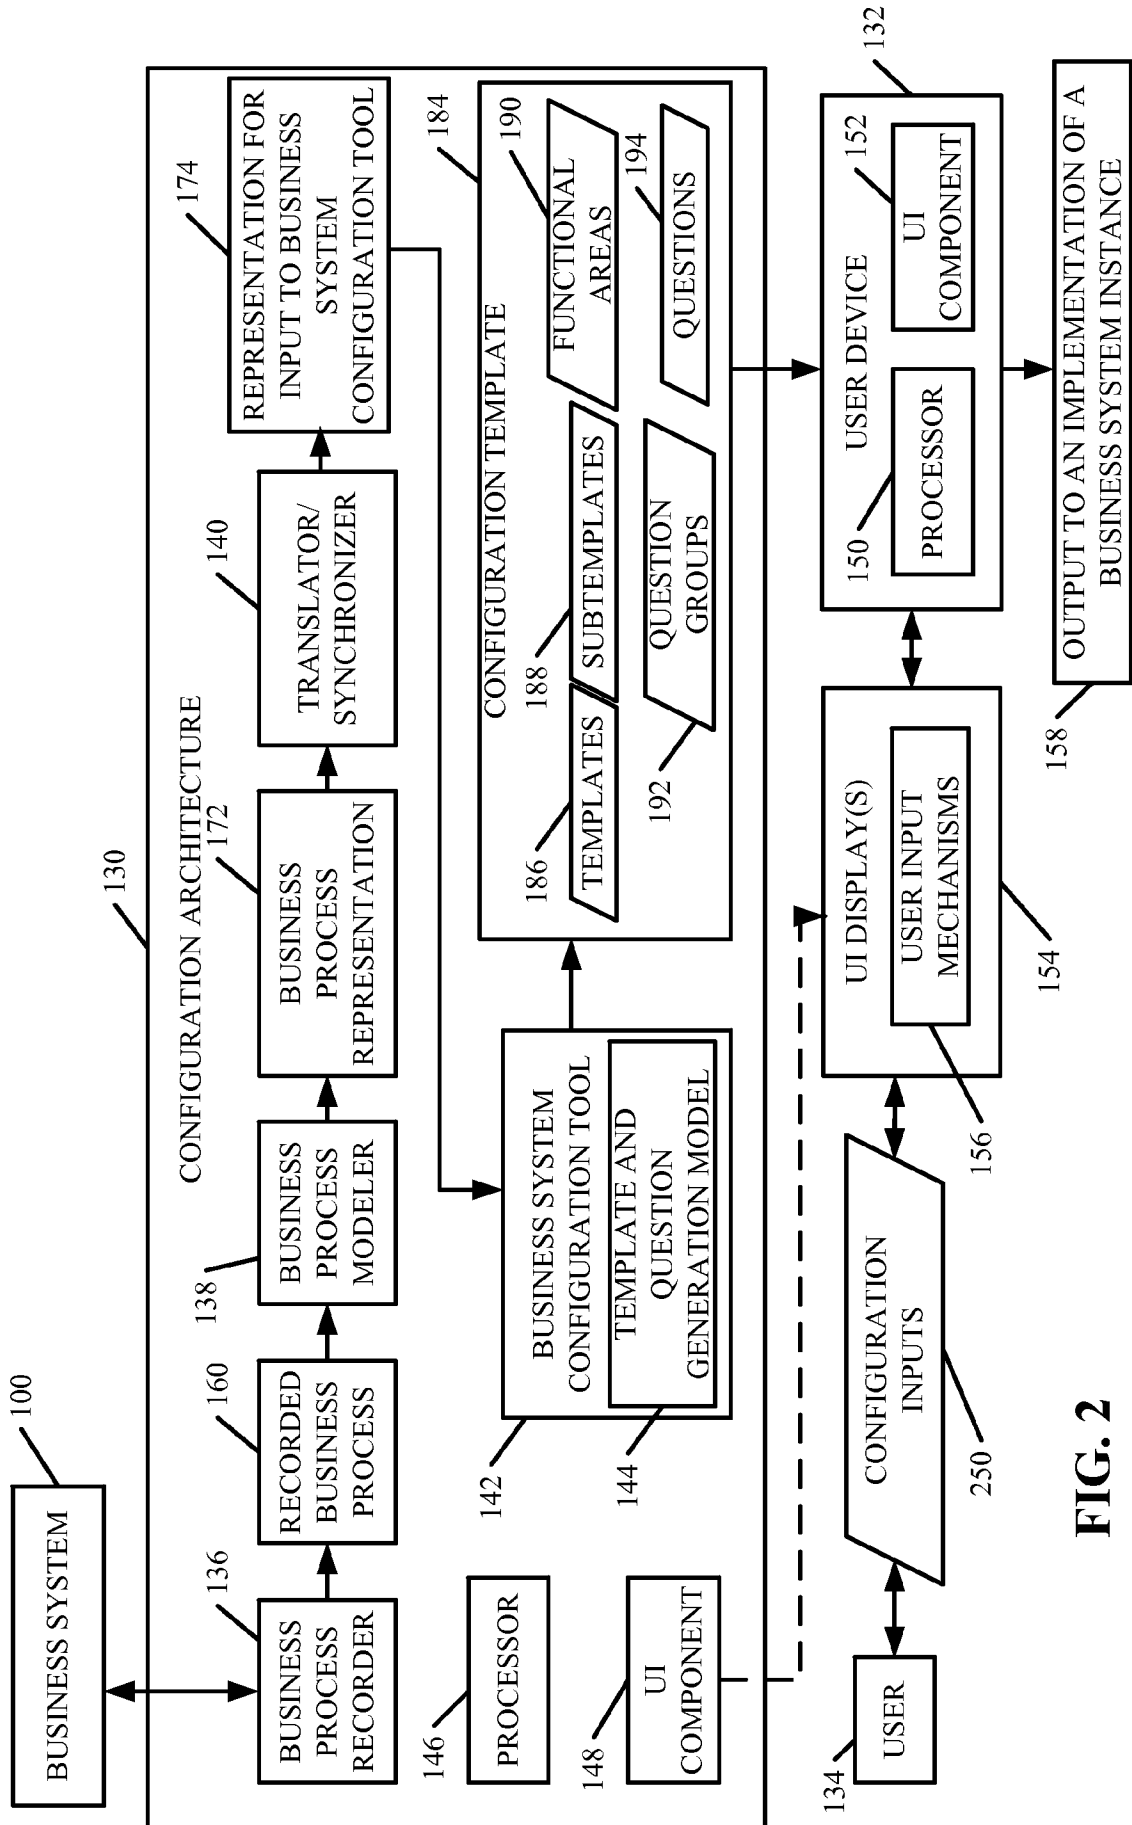 BUSINESS SYSTEM
100
130
CONFIGURATION ARCHITECTURE
136
BUSINESS
PROCESS
RECORDER
160
RECORDED
BUSINESS
PROCESS
138
BUSINESS
PROCESS
MODELER
172
BUSINESS
PROCESS
REPRESENTATION
140
TRANSLATOR/
SYNCHRONIZER
174
REPRESENTATION FOR
INPUT TO BUSINESS
SYSTEM
CONFIGURATION TOOL
146
PROCESSOR
148
UI
COMPONENT
142
BUSINESS SYSTEM
CONFIGURATION TOOL
144
TEMPLATE AND
QUESTION
GENERATION MODEL
184
CONFIGURATION TEMPLATE
186
TEMPLATES
188
SUBTEMPLATES
190
FUNCTIONAL
AREAS
192
QUESTION
GROUPS
194
QUESTIONS
134
USER
CONFIGURATION
INPUTS
250
UI DISPLAY(S)
USER INPUT
MECHANISMS
156
154
USER DEVICE
132
150
PROCESSOR
152
UI
COMPONENT
158
OUTPUT TO AN IMPLEMENTATION OF A
BUSINESS SYSTEM INSTANCE
FIG. 2